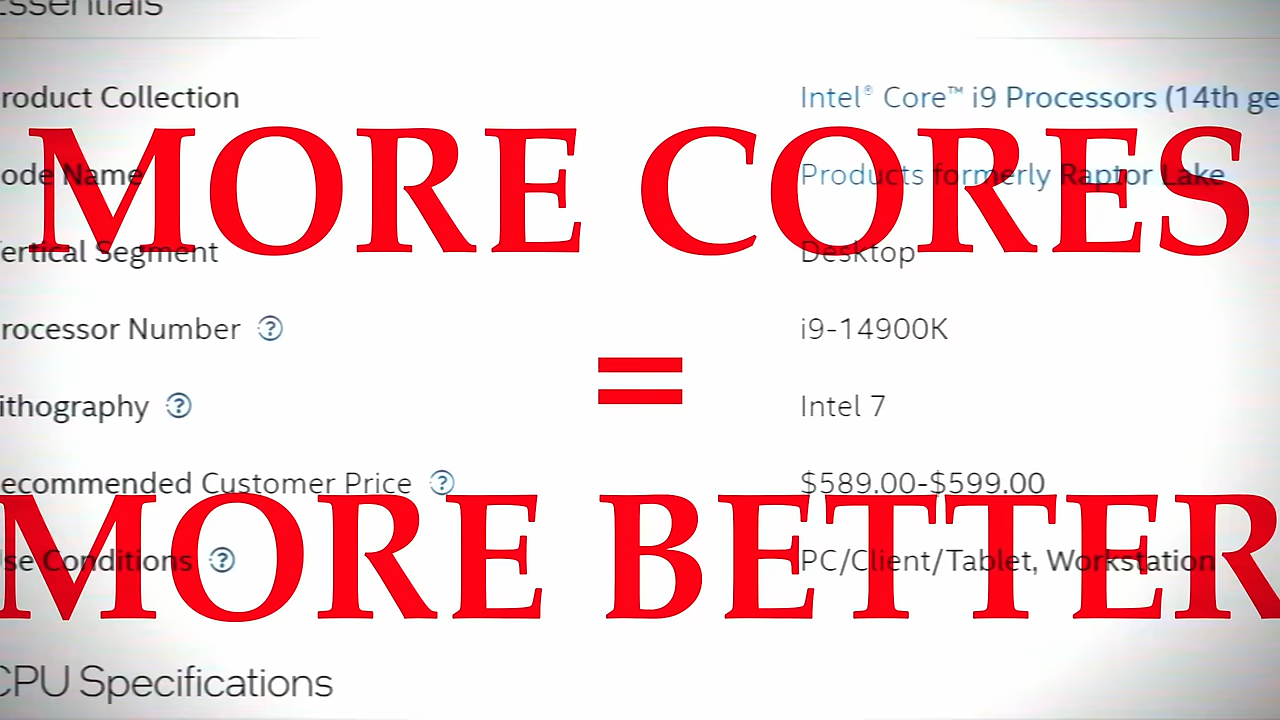 Essentials
roduct Collection Intel® Core™ i9 Processors (14th ge
MORE CORES
ode Name Products formerly Raptor Lake
ertical Segment Desktop
rocessor Number i9-14900K
=
ithography Intel 7
ecommended Customer Price $589.00-$599.00
MORE BETTER
se Conditions PC/Client/Tablet, Workstation
CPU Specifications